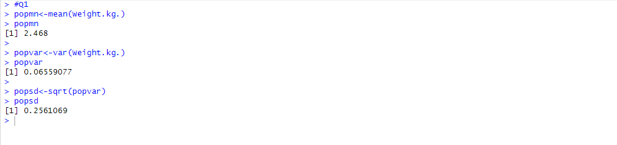 > #Q1
> popmn<-mean(weight.kg.)
> popmn
[1] 2.468
>
> popvar<-var(weight.kg.)
> popvar
[1] 0.06559077
>
> popsd<-sqrt(popvar)
> popsd
[1] 0.2561069
>